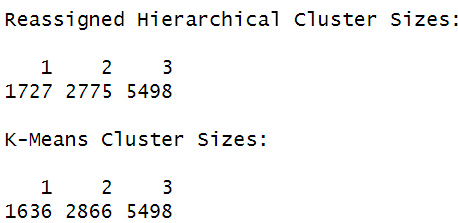 Reassigned Hierarchical Cluster Sizes:
1 2 3
1727 2775 5498
K-Means Cluster Sizes:
1 2 3
1636 2866 5498